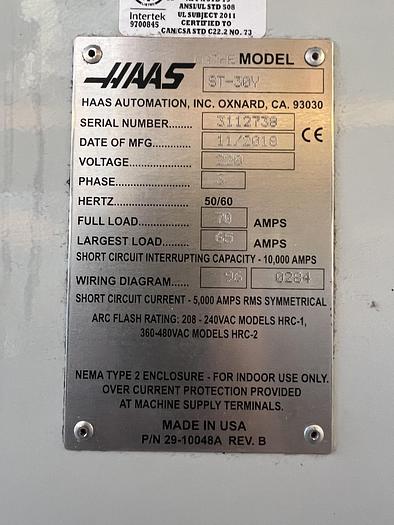 ANSI/UL STD 508
UL SUBJECT 2011
Intertek
CERTIFIED TO
9700845
CAN/CSA STD C22.2 NO. 73
HAAS
MODEL
ST-30Y
HAAS AUTOMATION, INC. OXNARD, CA. 93030
SERIAL NUMBER 3112738
DATE OF MFG. 11/2018
CE
VOLTAGE 220
PHASE 3
HERTZ 50/60
FULL LOAD 70 AMPS
LARGEST LOAD 65 AMPS
SHORT CIRCUIT INTERRUPTING CAPACITY - 10,000 AMPS
WIRING DIAGRAM 96 0284
SHORT CIRCUIT CURRENT - 5,000 AMPS RMS SYMMETRICAL
ARC FLASH RATING: 208 - 240VAC MODELS HRC-1,
360-480VAC MODELS HRC-2
NEMA TYPE 2 ENCLOSURE - FOR INDOOR USE ONLY.
OVER CURRENT PROTECTION PROVIDED
AT MACHINE SUPPLY TERMINALS.
MADE IN USA
P/N 29-10048A REV. B